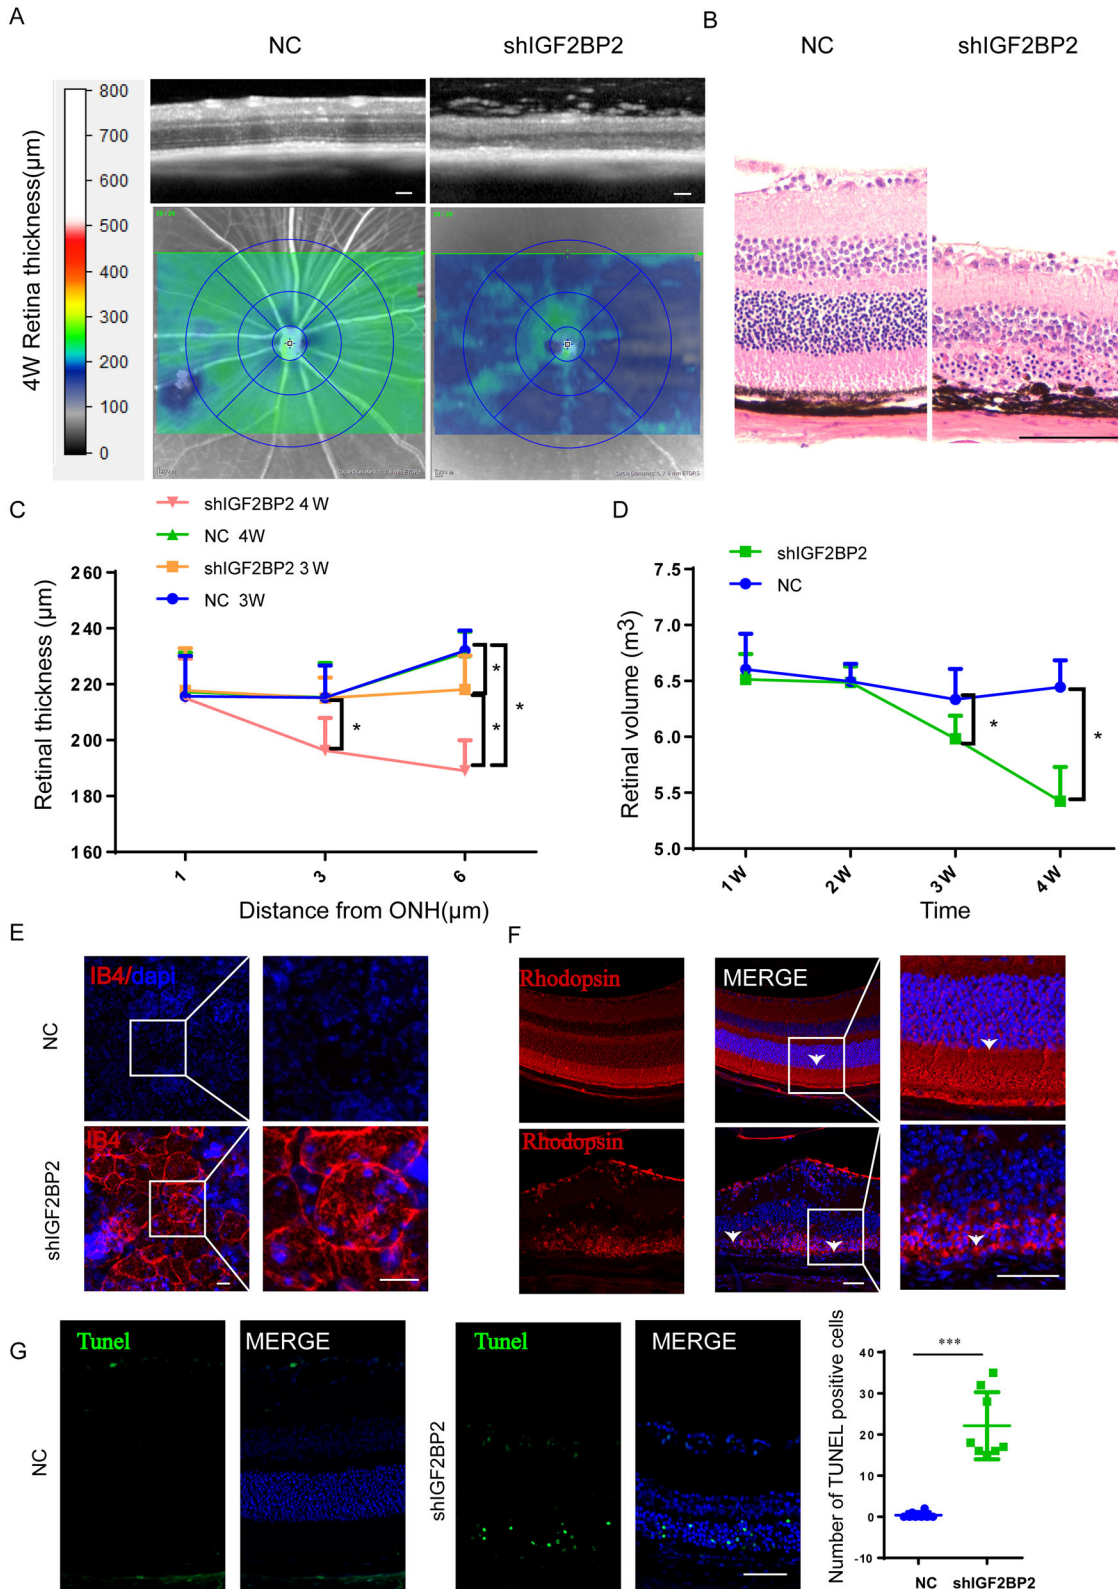 A
NC
shIGF2BP2
B
NC
shIGF2BP2
4W Retina thickness(μm)
800
700
600
500
400
300
200
100
0
C
shIGF2BP2 4W
NC 4W
shIGF2BP2 3W
NC 3W
Retinal thickness (μm)
260
240
220
200
180
160
*
*
*
*
1
3
6
Distance from ONH(μm)
D
shIGF2BP2
NC
Retinal volume (m3)
7.5
7.0
6.5
6.0
5.5
5.0
*
*
1W
2W
3W
4W
Time
E
IB4/dapi
NC
IB4
shIGF2BP2
F
Rhodopsin
MERGE
Rhodopsin
G
Tunel
MERGE
NC
Tunel
MERGE
shIGF2BP2
Number of TUNEL positive cells
40
30
20
10
0
-10
***
NC
shIGF2BP2